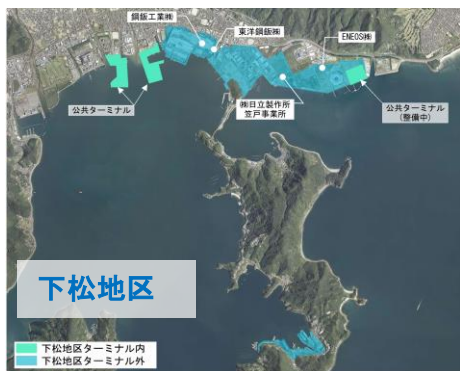 鋼鈑工業㈱
東洋鋼鈑㈱
ENEOS㈱
公共ターミナル
㈱日立製作所
笠戸事業所
公共ターミナル
(整備中)
下松地区
下松地区ターミナル内
下松地区ターミナル外